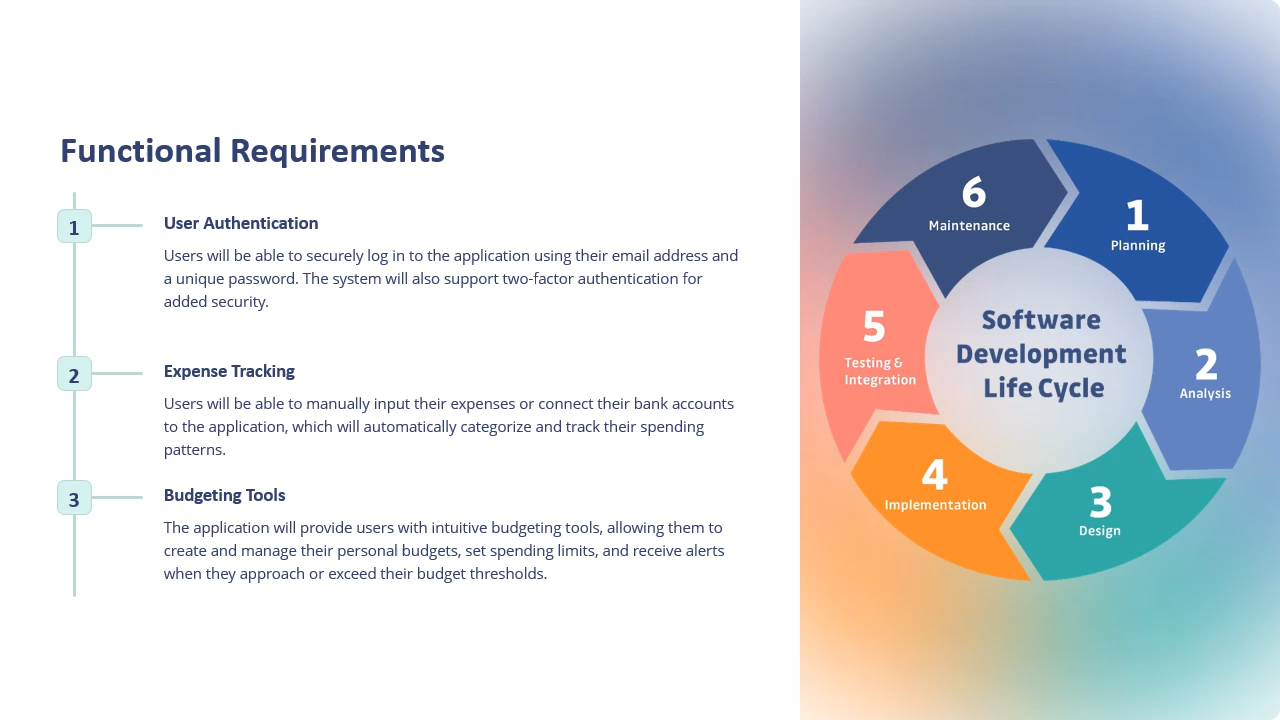 Functional Requirements
1
User Authentication
Users will be able to securely log in to the application using their email address and
a unique password. The system will also support two-factor authentication for
added security.
2
Expense Tracking
Users will be able to manually input their expenses or connect their bank accounts
to the application, which will automatically categorize and track their spending
patterns.
3
Budgeting Tools
The application will provide users with intuitive budgeting tools, allowing them to
create and manage their personal budgets, set spending limits, and receive alerts
when they approach or exceed their budget thresholds.
Software
Development
Life Cycle
1
Planning
2
Analysis
3
Design
4
Implementation
5
Testing &
Integration
6
Maintenance